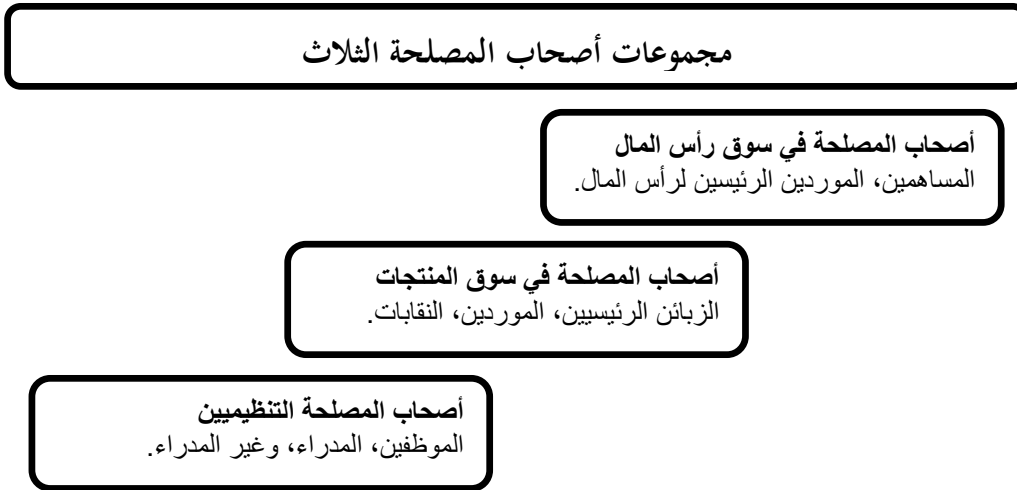 مجموعات أصحاب المصلحة الثلاث
أصحاب المصلحة في سوق رأس المال
المساهمين، الموردين الرئيسين لرأس المال.
أصحاب المصلحة في سوق المنتجات
الزبائن الرئيسيين، الموردين، النقابات.
أصحاب المصلحة التنظيميين
الموظفين، المدراء، وغير المدراء.